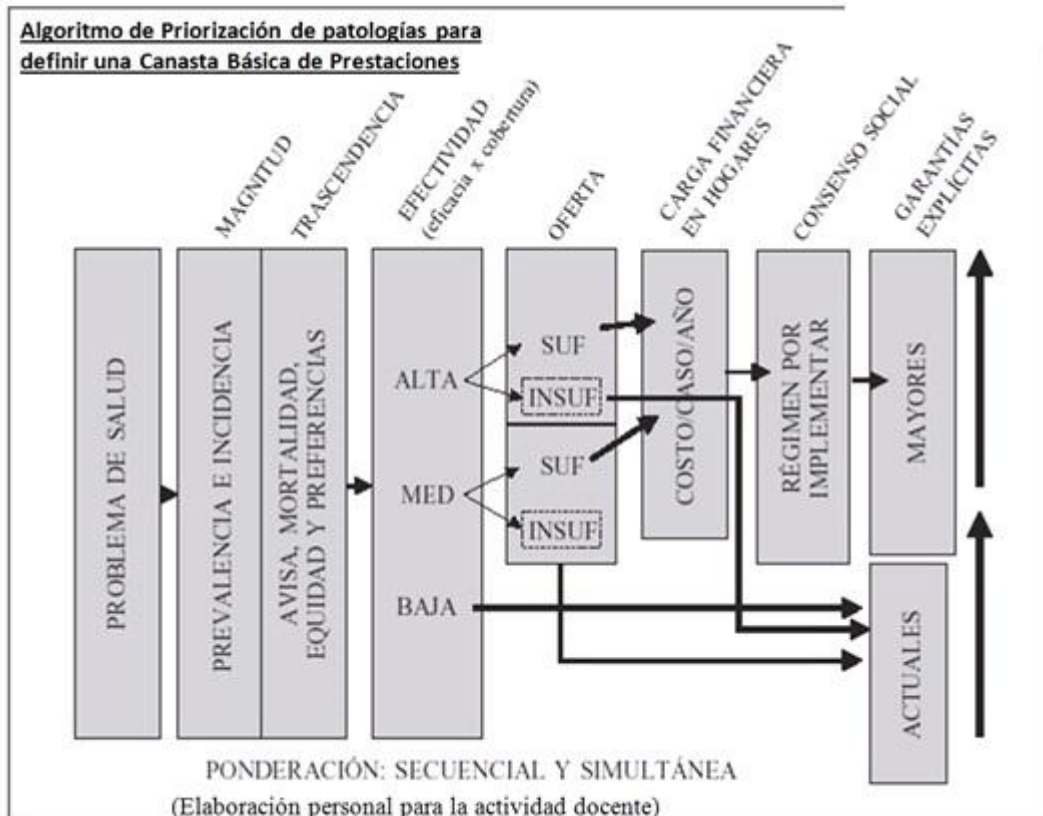 Algoritmo de Priorización de patologías para
definir una Canasta Básica de Prestaciones
MAGNITUD
TRASCENDENCIA
EFECTIVIDAD
(eficacia x cobertura)
OFERTA
CARGA FINANCIERA
EN HOGARES
CONSENSO SOCIAL
GARANTÍAS
EXPLÍCITAS
PROBLEMA DE SALUD
PREVALENCIA E INCIDENCIA
AVISA, MORTALIDAD,
EQUIDAD Y PREFERENCIAS
ALTA
MED
BAJA
SUF
INSUF
SUF
INSUF
COSTO/CASO/AÑO
RÉGIMEN POR
IMPLEMENTAR
MAYORES
ACTUALES
PONDERACIÓN: SECUENCIAL Y SIMULTÁNEA
(Elaboración personal para la actividad docente)